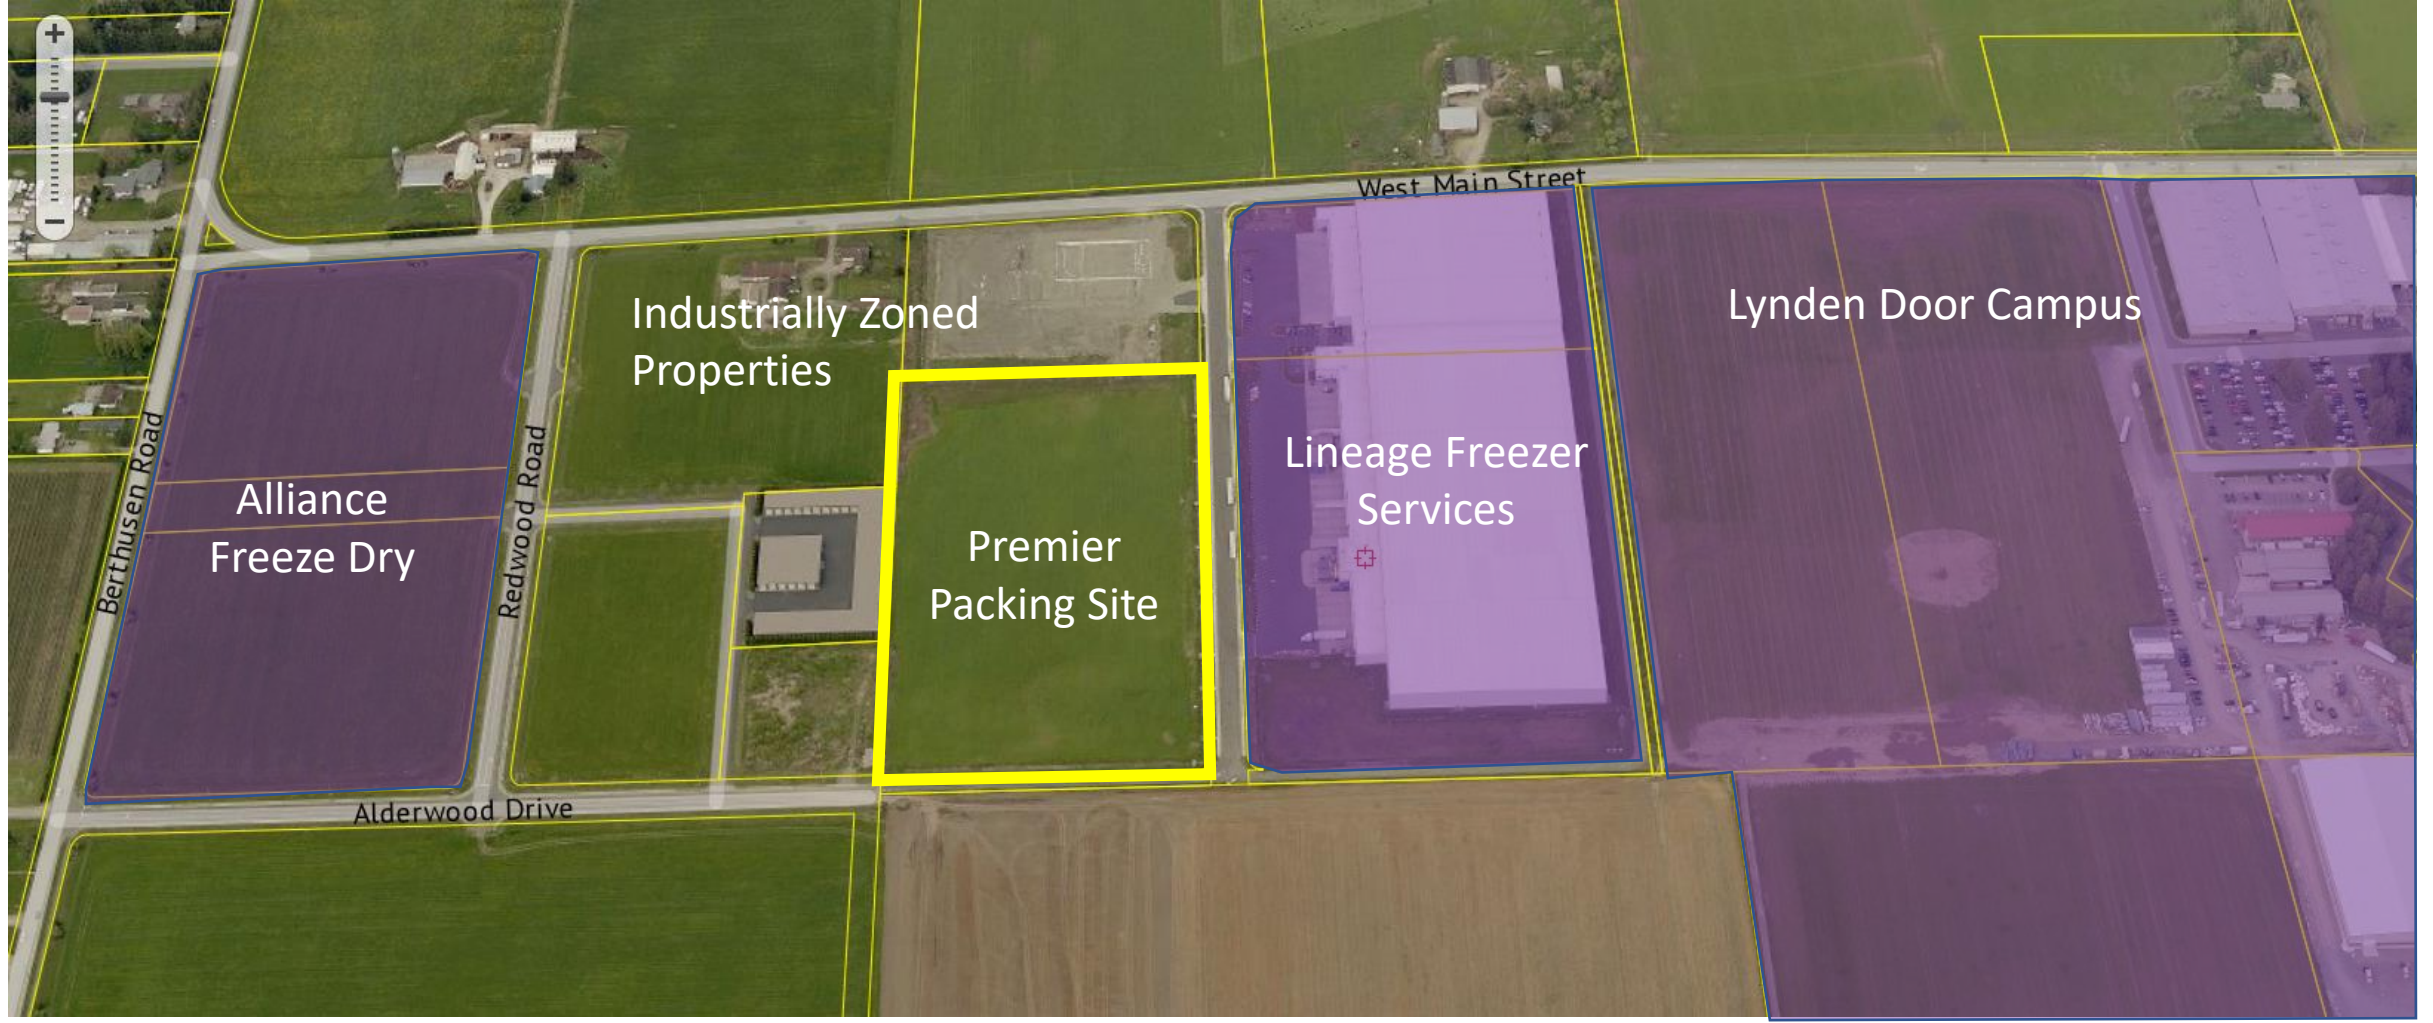 West Main Street
Industrially Zoned
Properties
Lynden Door Campus
Berthusen Road
Alliance
Freeze Dry
Redwood Road
Premier
Packing Site
Lineage Freezer
Services
Alderwood Drive